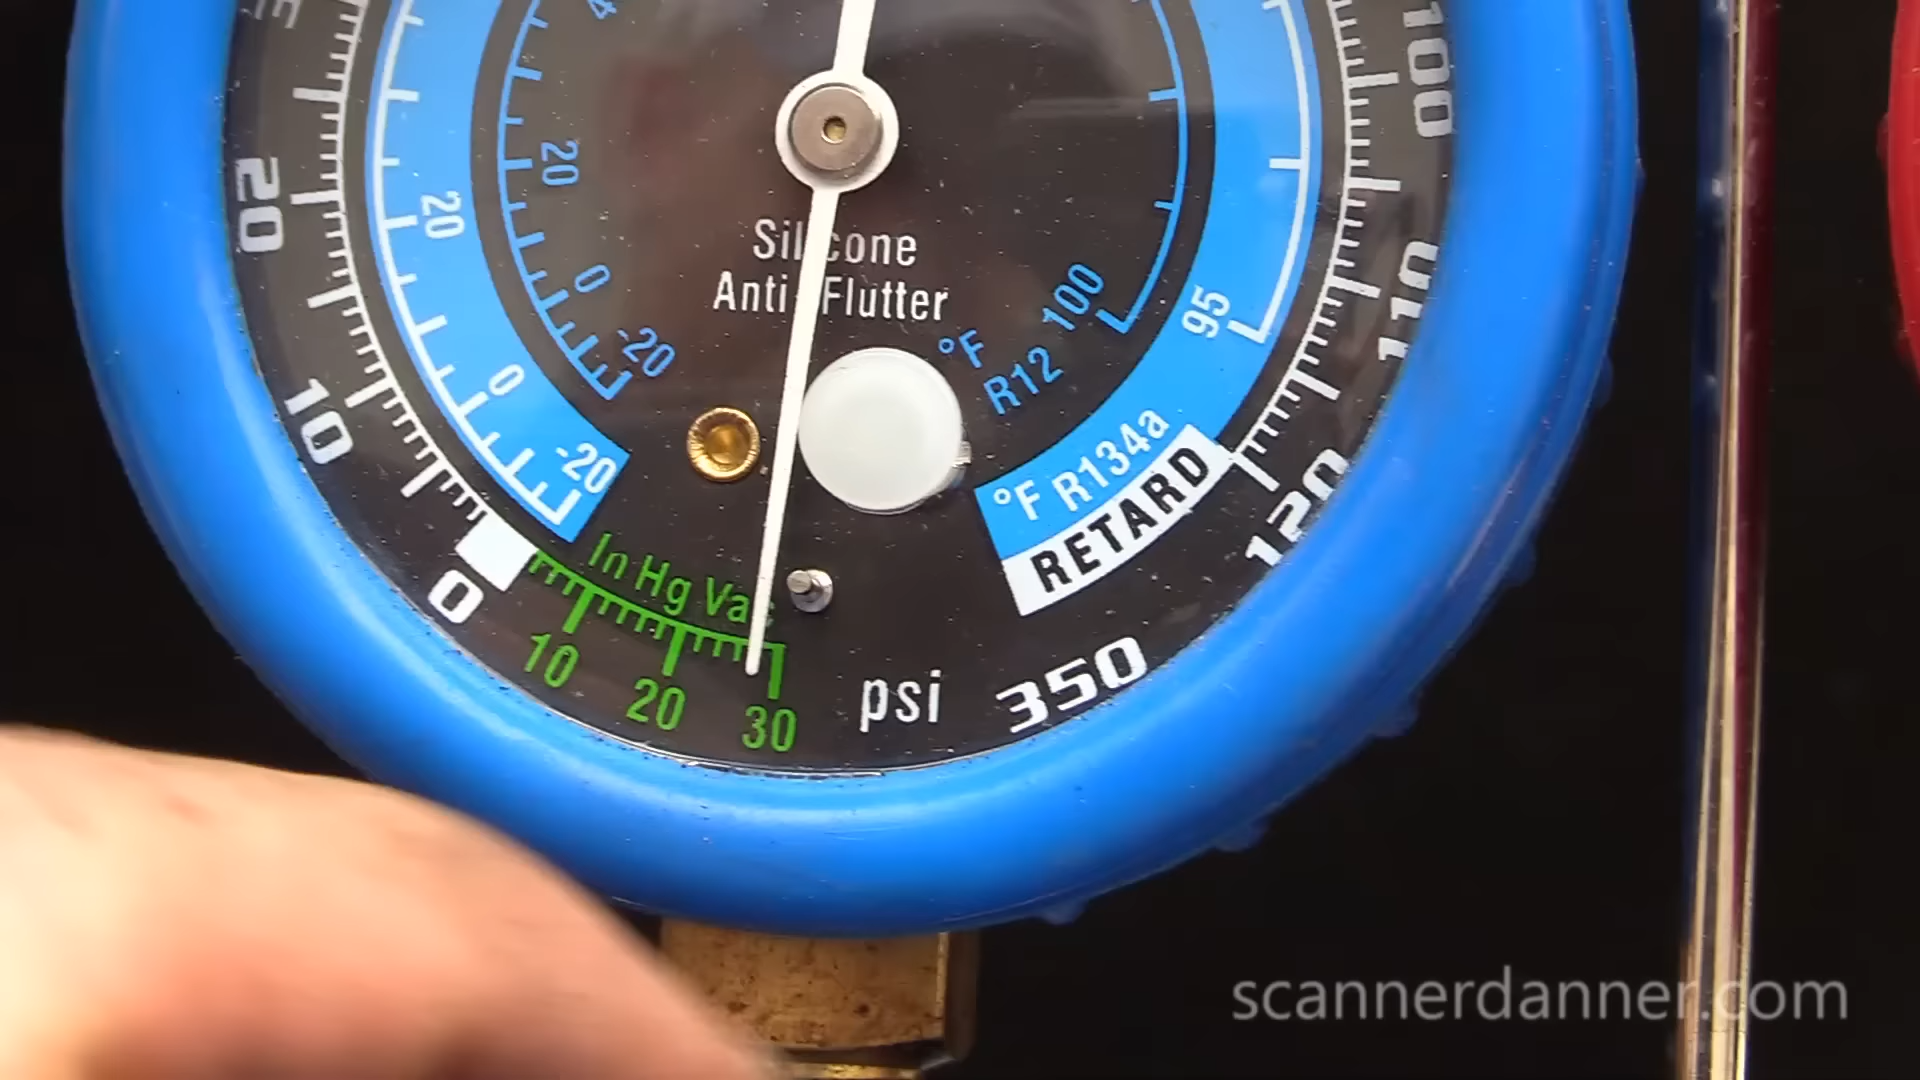 100
20
20
20
4
Silicone
Anti-Flutter
0
-20
°F
R12
100
95
110
10
0
-20
°F R134a
RETARD
120
0
In Hg Vac
10
20
30
psi
350
scannerdanner.com